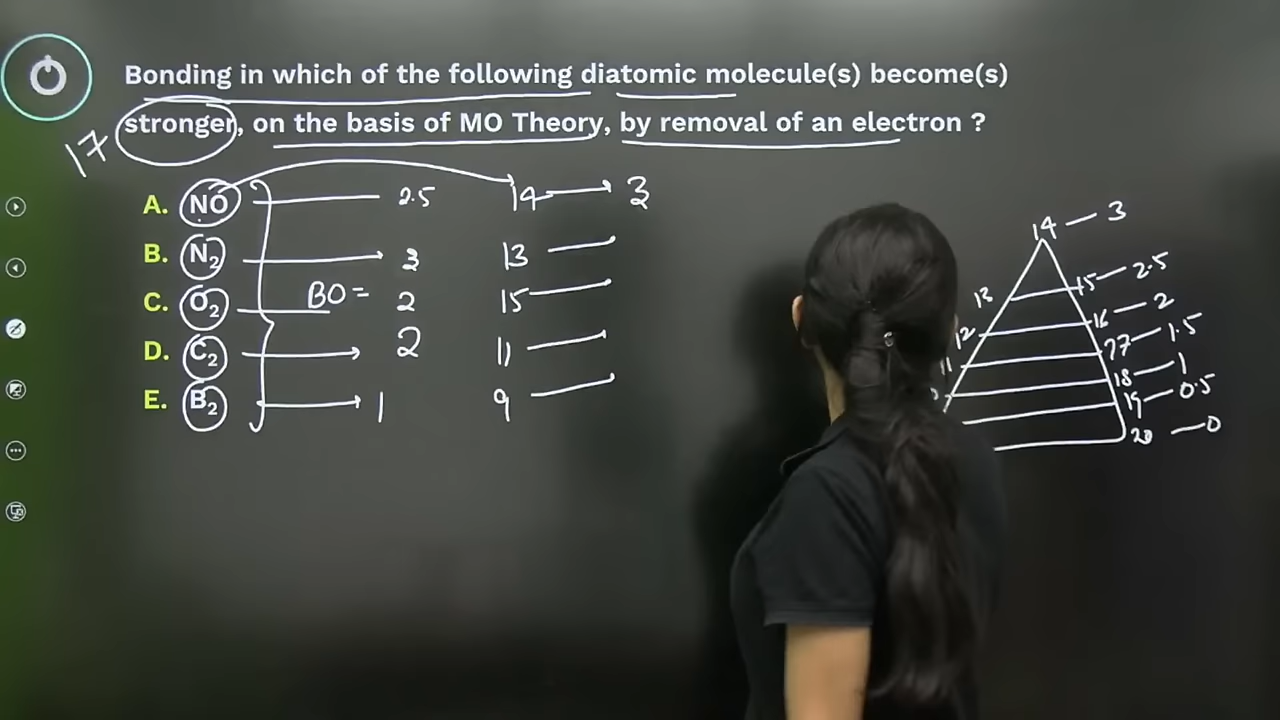 Bonding in which of the following diatomic molecule(s) become(s)
stronger, on the basis of MO Theory, by removal of an electron ?
17
A. NO 2.5 14 3
B. N2 3 13
C. O2 BO = 2 15
D. C2 2 11
E. B2 1 9
14 — 3
13 15 — 2.5
12 16 — 2
11 17 — 1.5
18 — 1
19 — 0.5
20 — 0